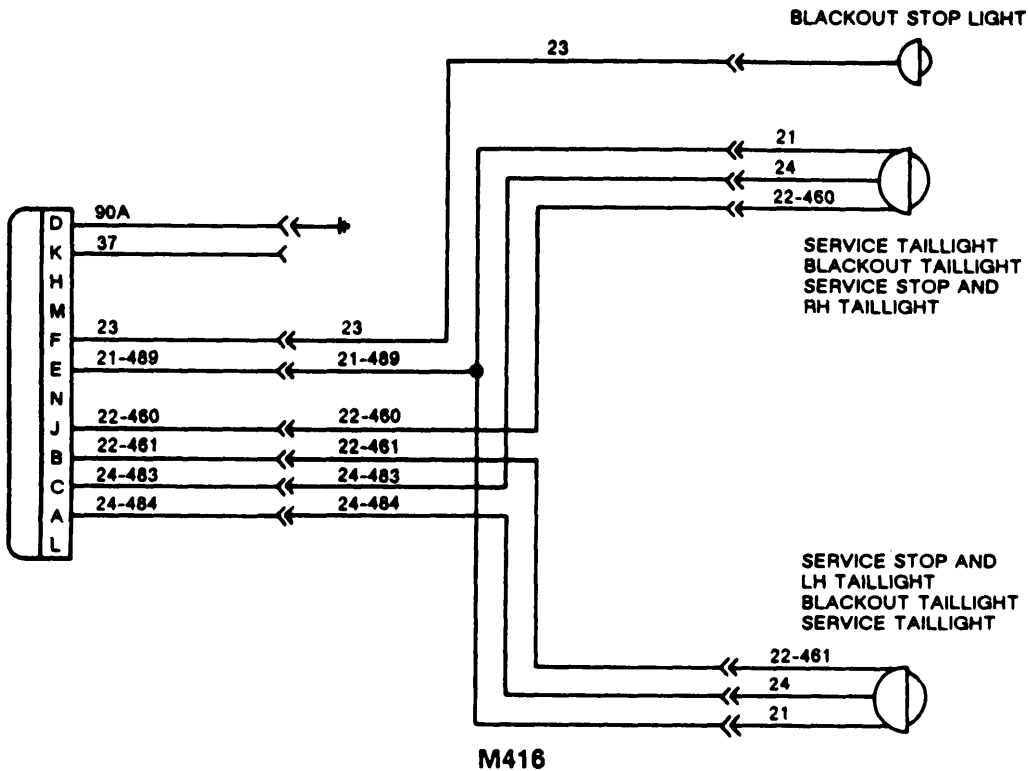 BLACKOUT STOP LIGHT
23
21
24
22-460
SERVICE TAILLIGHT
BLACKOUT TAILLIGHT
SERVICE STOP AND
RH TAILLIGHT
D 90A
K 37
H
M
F 23 23
E 21-489 21-489
N
J 22-460 22-460
B 22-461 22-461
C 24-483 24-483
A 24-484 24-484
L
SERVICE STOP AND
LH TAILLIGHT
BLACKOUT TAILLIGHT
SERVICE TAILLIGHT
22-461
24
21
M416